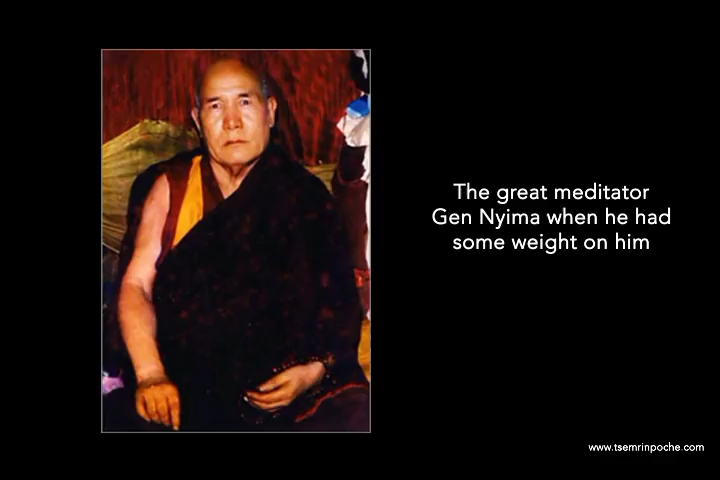 The great meditator
Gen Nyima when he had
some weight on him
www.tsemrinpoche.com